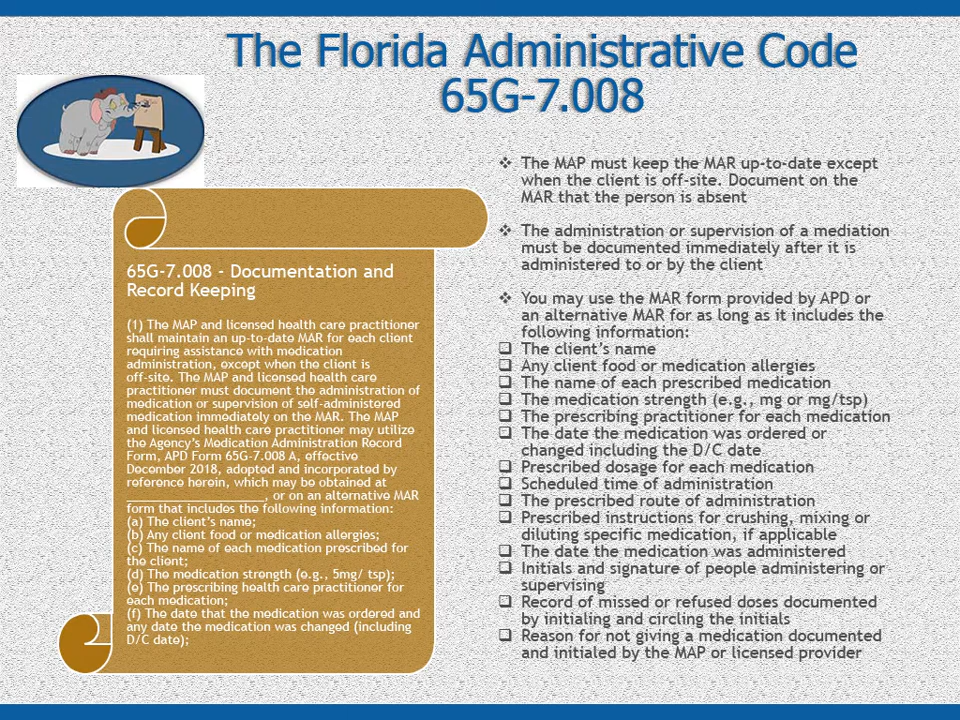 The Florida Administrative Code
65G-7.008
65G-7.008 - Documentation and
Record Keeping
(1) The MAP and licensed health care practitioner
shall maintain an up-to-date MAR for each client
requiring assistance with medication
administration, except when the client is
off-site. The MAP and licensed health care
practitioner must document the administration of
medication or supervision of self-administered
medication immediately on the MAR. The MAP
and licensed health care practitioner may utilize
the Agency's Medication Administration Record
Form, APD Form 65G-7.008 A, effective
December 2018, adopted and incorporated by
reference herein, which may be obtained at
____________________, or on an alternative MAR
form that includes the following information:
(a) The client's name;
(b) Any client food or medication allergies;
(c) The name of each medication prescribed for
the client;
(d) The medication strength (e.g., 5mg/ tsp);
(e) The prescribing health care practitioner for
each medication;
(f) The date that the medication was ordered and
any date the medication was changed (including
D/C date);
❖ The MAP must keep the MAR up-to-date except
when the client is off-site. Document on the
MAR that the person is absent
❖ The administration or supervision of a mediation
must be documented immediately after it is
administered to or by the client
❖ You may use the MAR form provided by APD or
an alternative MAR for as long as it includes the
following information:
❑ The client's name
❑ Any client food or medication allergies
❑ The name of each prescribed medication
❑ The medication strength (e.g., mg or mg/tsp)
❑ The prescribing practitioner for each medication
❑ The date the medication was ordered or
changed including the D/C date
❑ Prescribed dosage for each medication
❑ Scheduled time of administration
❑ The prescribed route of administration
❑ Prescribed instructions for crushing, mixing or
diluting specific medication, if applicable
❑ The date the medication was administered
❑ Initials and signature of people administering or
supervising
❑ Record of missed or refused doses documented
by initialing and circling the initials
❑ Reason for not giving a medication documented
and initialed by the MAP or licensed provider